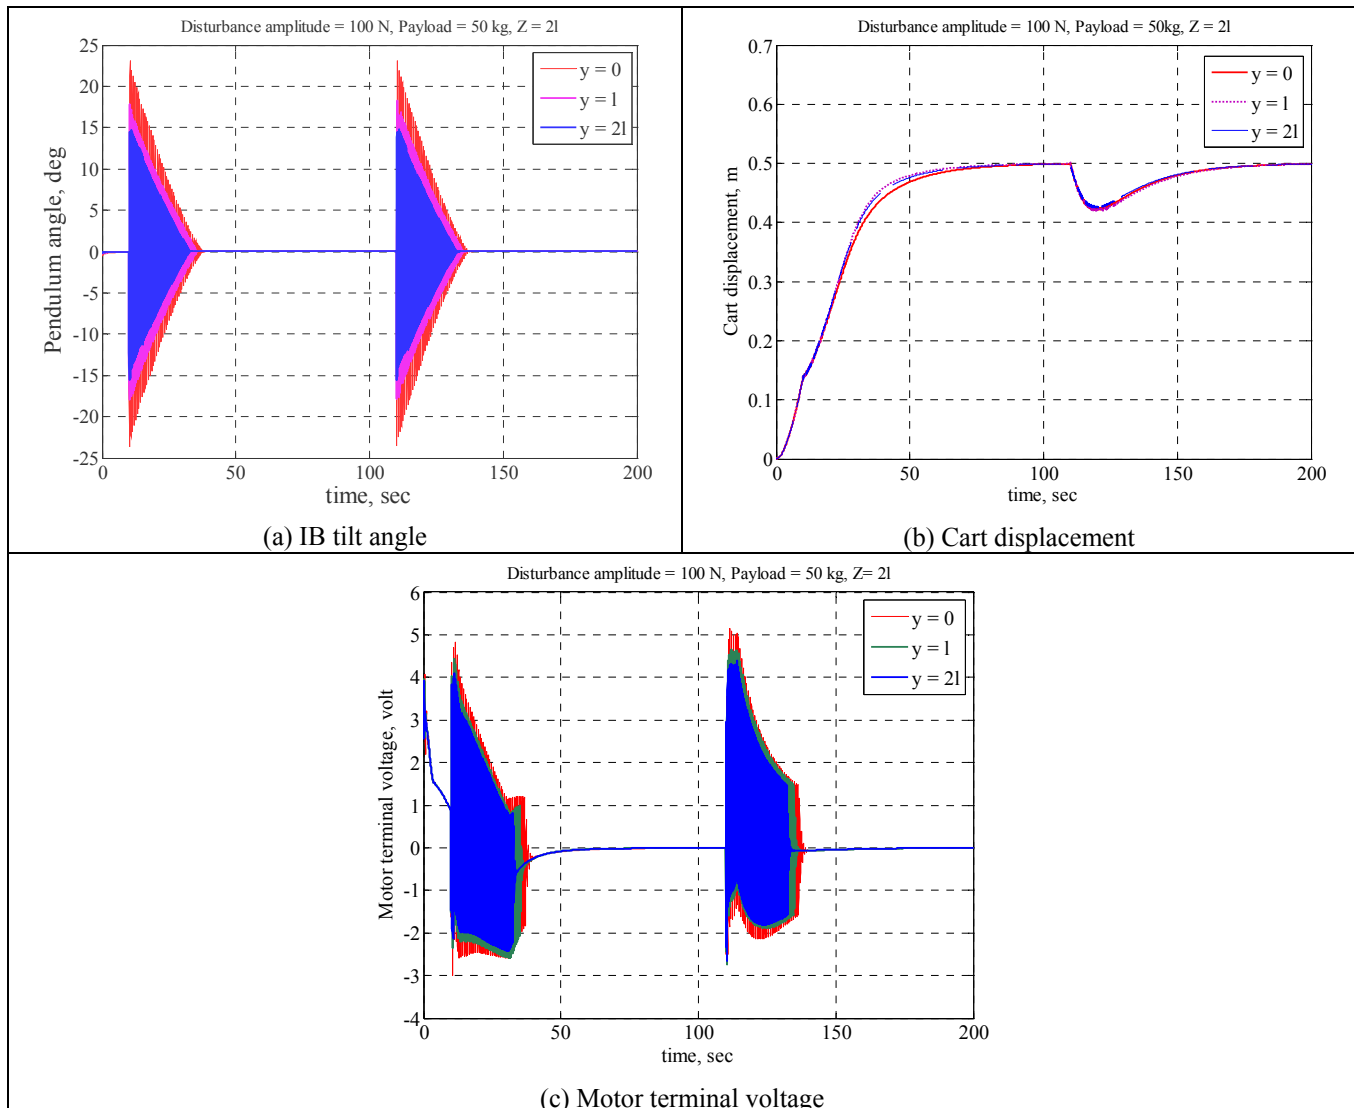 Disturbance amplitude = 100 N, Payload = 50 kg, Z = 2l
25
20
15
10
5
0
-5
-10
-15
-20
-25
Pendulum angle, deg
y = 0
y = l
y = 2l
0
50
100
150
200
time, sec
(a) IB tilt angle
Disturbance amplitude = 100 N, Payload = 50kg, Z = 2l
0.7
0.6
0.5
0.4
0.3
0.2
0.1
0
Cart displacement, m
y = 0
y = l
y = 2l
0
50
100
150
200
time, sec
(b) Cart displacement
Disturbance amplitude = 100 N, Payload = 50 kg, Z= 2l
6
5
4
3
2
1
0
-1
-2
-3
-4
Motor terminal voltage, volt
y = 0
y = l
y = 2l
0
50
100
150
200
time, sec
(c) Motor terminal voltage